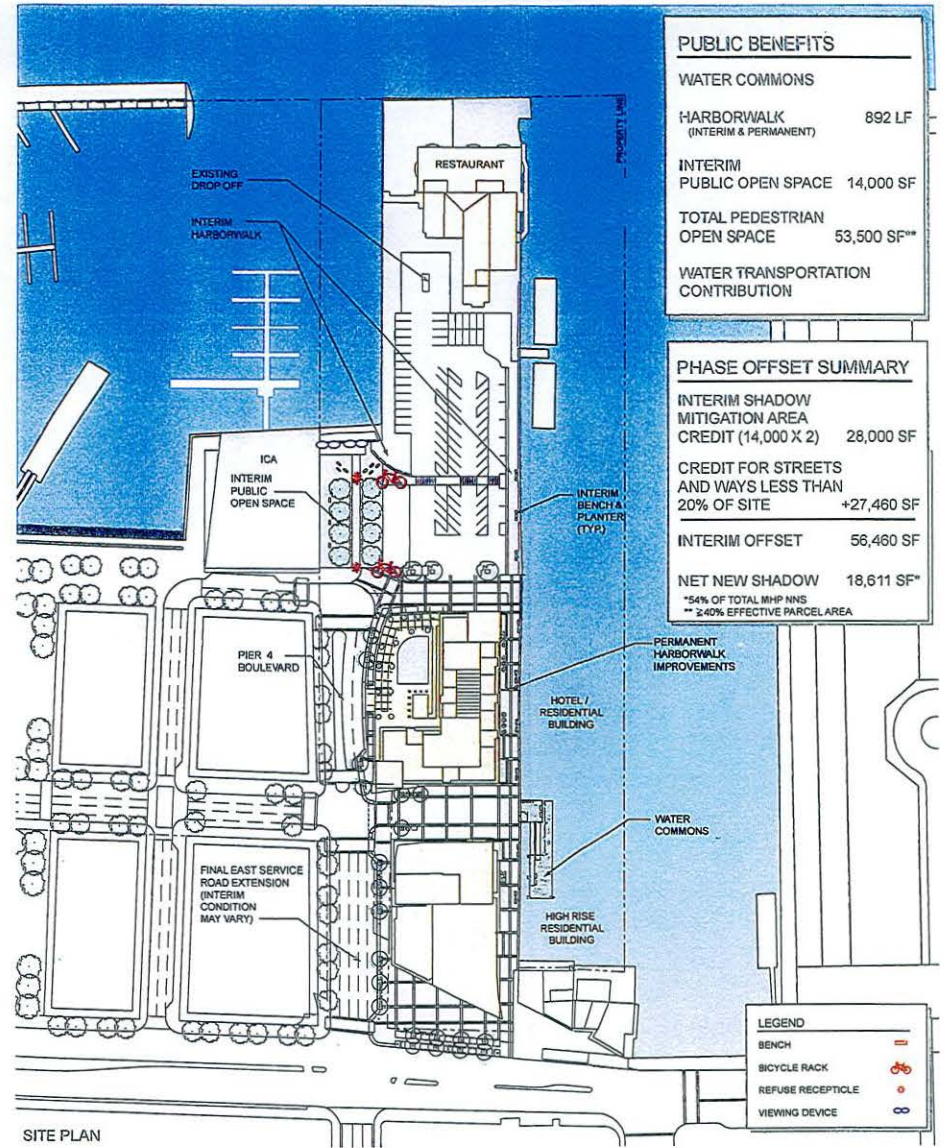 PUBLIC BENEFITS
WATER COMMONS
HARBORWALK 892 LF
(INTERIM & PERMANENT)
INTERIM
PUBLIC OPEN SPACE 14,000 SF
TOTAL PEDESTRIAN
OPEN SPACE 53,500 SF**
WATER TRANSPORTATION
CONTRIBUTION
PHASE OFFSET SUMMARY
INTERIM SHADOW
MITIGATION AREA
CREDIT (14,000 X 2) 28,000 SF
CREDIT FOR STREETS
AND WAYS LESS THAN
20% OF SITE +27,460 SF
INTERIM OFFSET 56,460 SF
NET NEW SHADOW 18,611 SF*
*54% OF TOTAL MHP NNS
** ≥40% EFFECTIVE PARCEL AREA
PROPERTY LINE
RESTAURANT
EXISTING
DROP OFF
INTERIM
HARBORWALK
ICA
INTERIM
PUBLIC
OPEN SPACE
INTERIM
BENCH &
PLANTER
(TYP.)
PIER 4
BOULEVARD
PERMANENT
HARBORWALK
IMPROVEMENTS
HOTEL /
RESIDENTIAL
BUILDING
WATER
COMMONS
FINAL EAST SERVICE
ROAD EXTENSION
(INTERIM
CONDITION
MAY VARY)
HIGH RISE
RESIDENTIAL
BUILDING
LEGEND
BENCH
BICYCLE RACK
REFUSE RECEPTICLE
VIEWING DEVICE
SITE PLAN